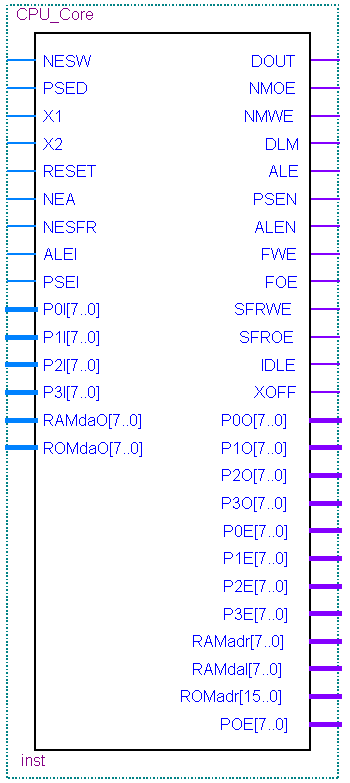 CPU_Core
NESW DOUT
PSED NMOE
X1 NMWE
X2 DLM
RESET ALE
NEA PSEN
NESFR ALEN
ALEI FWE
PSEI FOE
P0I[7..0] SFRWE
P1I[7..0] SFROE
P2I[7..0] IDLE
P3I[7..0] XOFF
RAMdaO[7..0] P0O[7..0]
ROMdaO[7..0] P1O[7..0]
P2O[7..0]
P3O[7..0]
P0E[7..0]
P1E[7..0]
P2E[7..0]
P3E[7..0]
RAMadr[7..0]
RAMdaI[7..0]
ROMadr[15..0]
POE[7..0]
inst